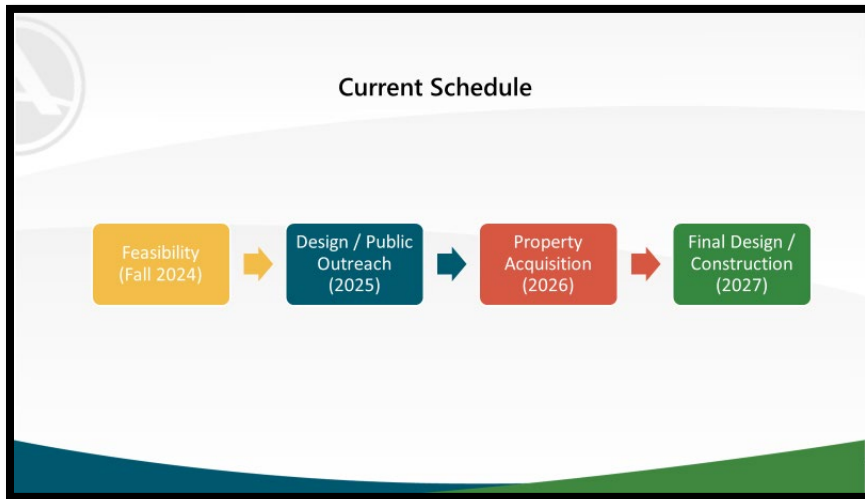 Current Schedule
Feasibility
(Fall 2024)
Design / Public
Outreach
(2025)
Property
Acquisition
(2026)
Final Design /
Construction
(2027)